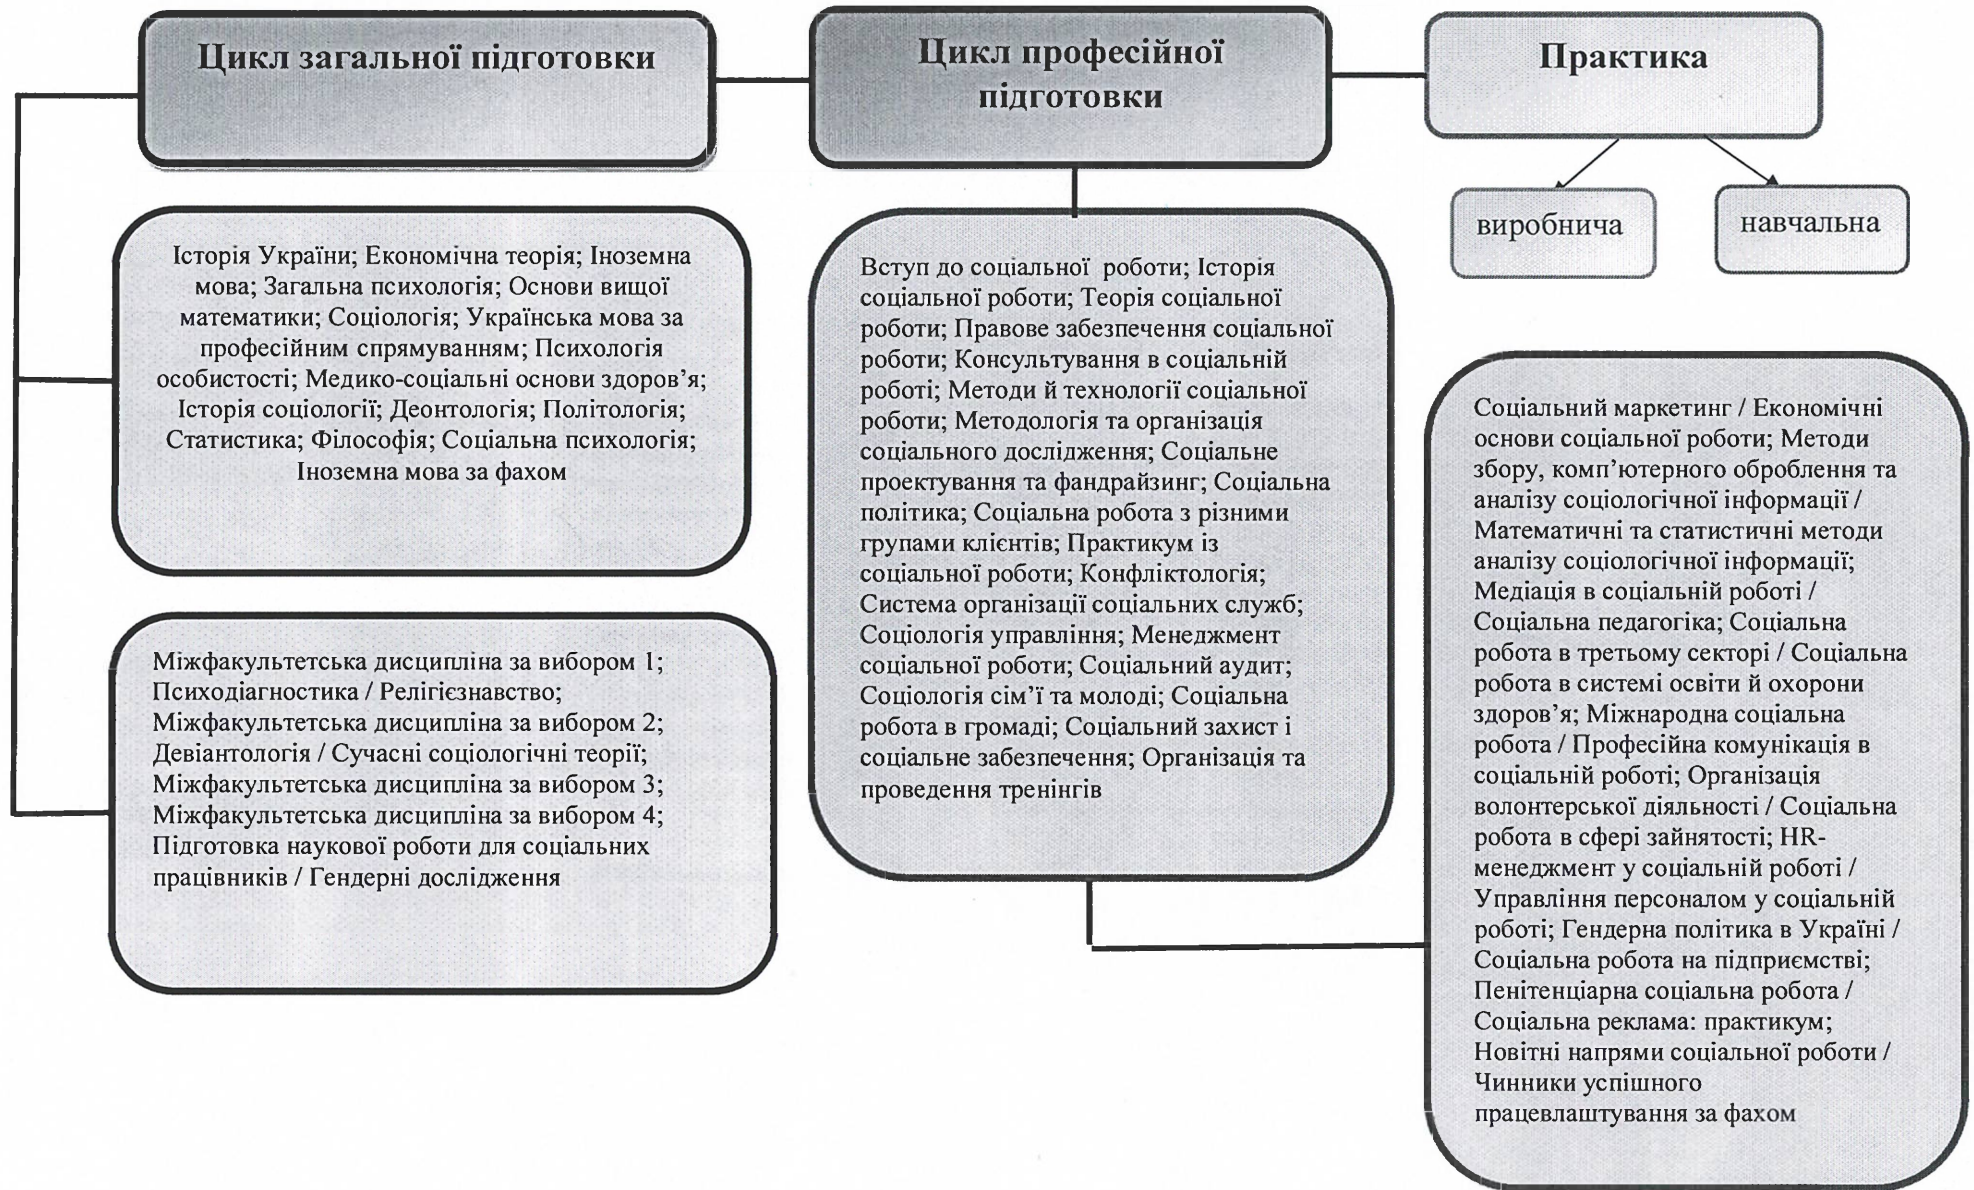 Цикл загальної підготовки
Цикл професійної
підготовки
Практика
виробнича
навчальна
Історія України; Економічна теорія; Іноземна
мова; Загальна психологія; Основи вищої
математики; Соціологія; Українська мова за
професійним спрямуванням; Психологія
особистості; Медико-соціальні основи здоров’я;
Історія соціології; Деонтологія; Політологія;
Статистика; Філософія; Соціальна психологія;
Іноземна мова за фахом
Міжфакультетська дисципліна за вибором 1;
Психодіагностика / Релігієзнавство;
Міжфакультетська дисципліна за вибором 2;
Девіантологія / Сучасні соціологічні теорії;
Міжфакультетська дисципліна за вибором 3;
Міжфакультетська дисципліна за вибором 4;
Підготовка наукової роботи для соціальних
працівників / Гендерні дослідження
Вступ до соціальної роботи; Історія
соціальної роботи; Теорія соціальної
роботи; Правове забезпечення соціальної
роботи; Консультування в соціальній
роботі; Методи й технології соціальної
роботи; Методологія та організація
соціального дослідження; Соціальне
проектування та фандрайзинг; Соціальна
політика; Соціальна робота з різними
групами клієнтів; Практикум із
соціальної роботи; Конфліктологія;
Система організації соціальних служб;
Соціологія управління; Менеджмент
соціальної роботи; Соціальний аудит;
Соціологія сім’ї та молоді; Соціальна
робота в громаді; Соціальний захист і
соціальне забезпечення; Організація та
проведення тренінгів
Соціальний маркетинг / Економічні
основи соціальної роботи; Методи
збору, комп’ютерного оброблення та
аналізу соціологічної інформації /
Математичні та статистичні методи
аналізу соціологічної інформації;
Медіація в соціальній роботі /
Соціальна педагогіка; Соціальна
робота в третьому секторі / Соціальна
робота в системі освіти й охорони
здоров’я; Міжнародна соціальна
робота / Професійна комунікація в
соціальній роботі; Організація
волонтерської діяльності / Соціальна
робота в сфері зайнятості; HR-
менеджмент у соціальній роботі /
Управління персоналом у соціальній
роботі; Гендерна політика в Україні /
Соціальна робота на підприємстві;
Пенітенціарна соціальна робота /
Соціальна реклама: практикум;
Новітні напрями соціальної роботи /
Чинники успішного
працевлаштування за фахом